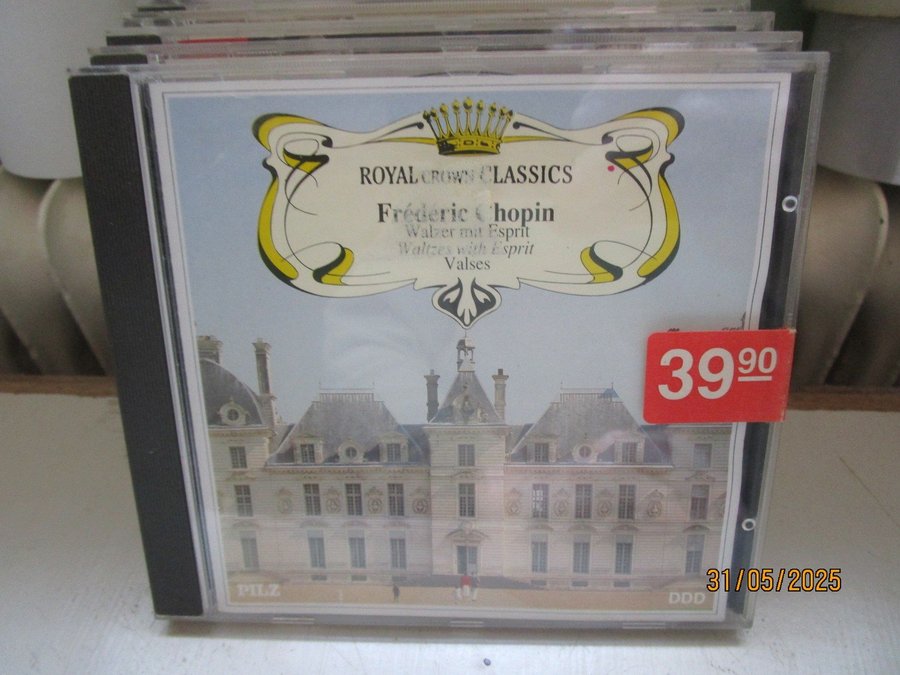 ROYAL CROWN CLASSICS
Frédéric Chopin
Walzer mit Esprit
Waltzes with Esprit
Valses
39 90
31/05/2025
PILZ
DDD